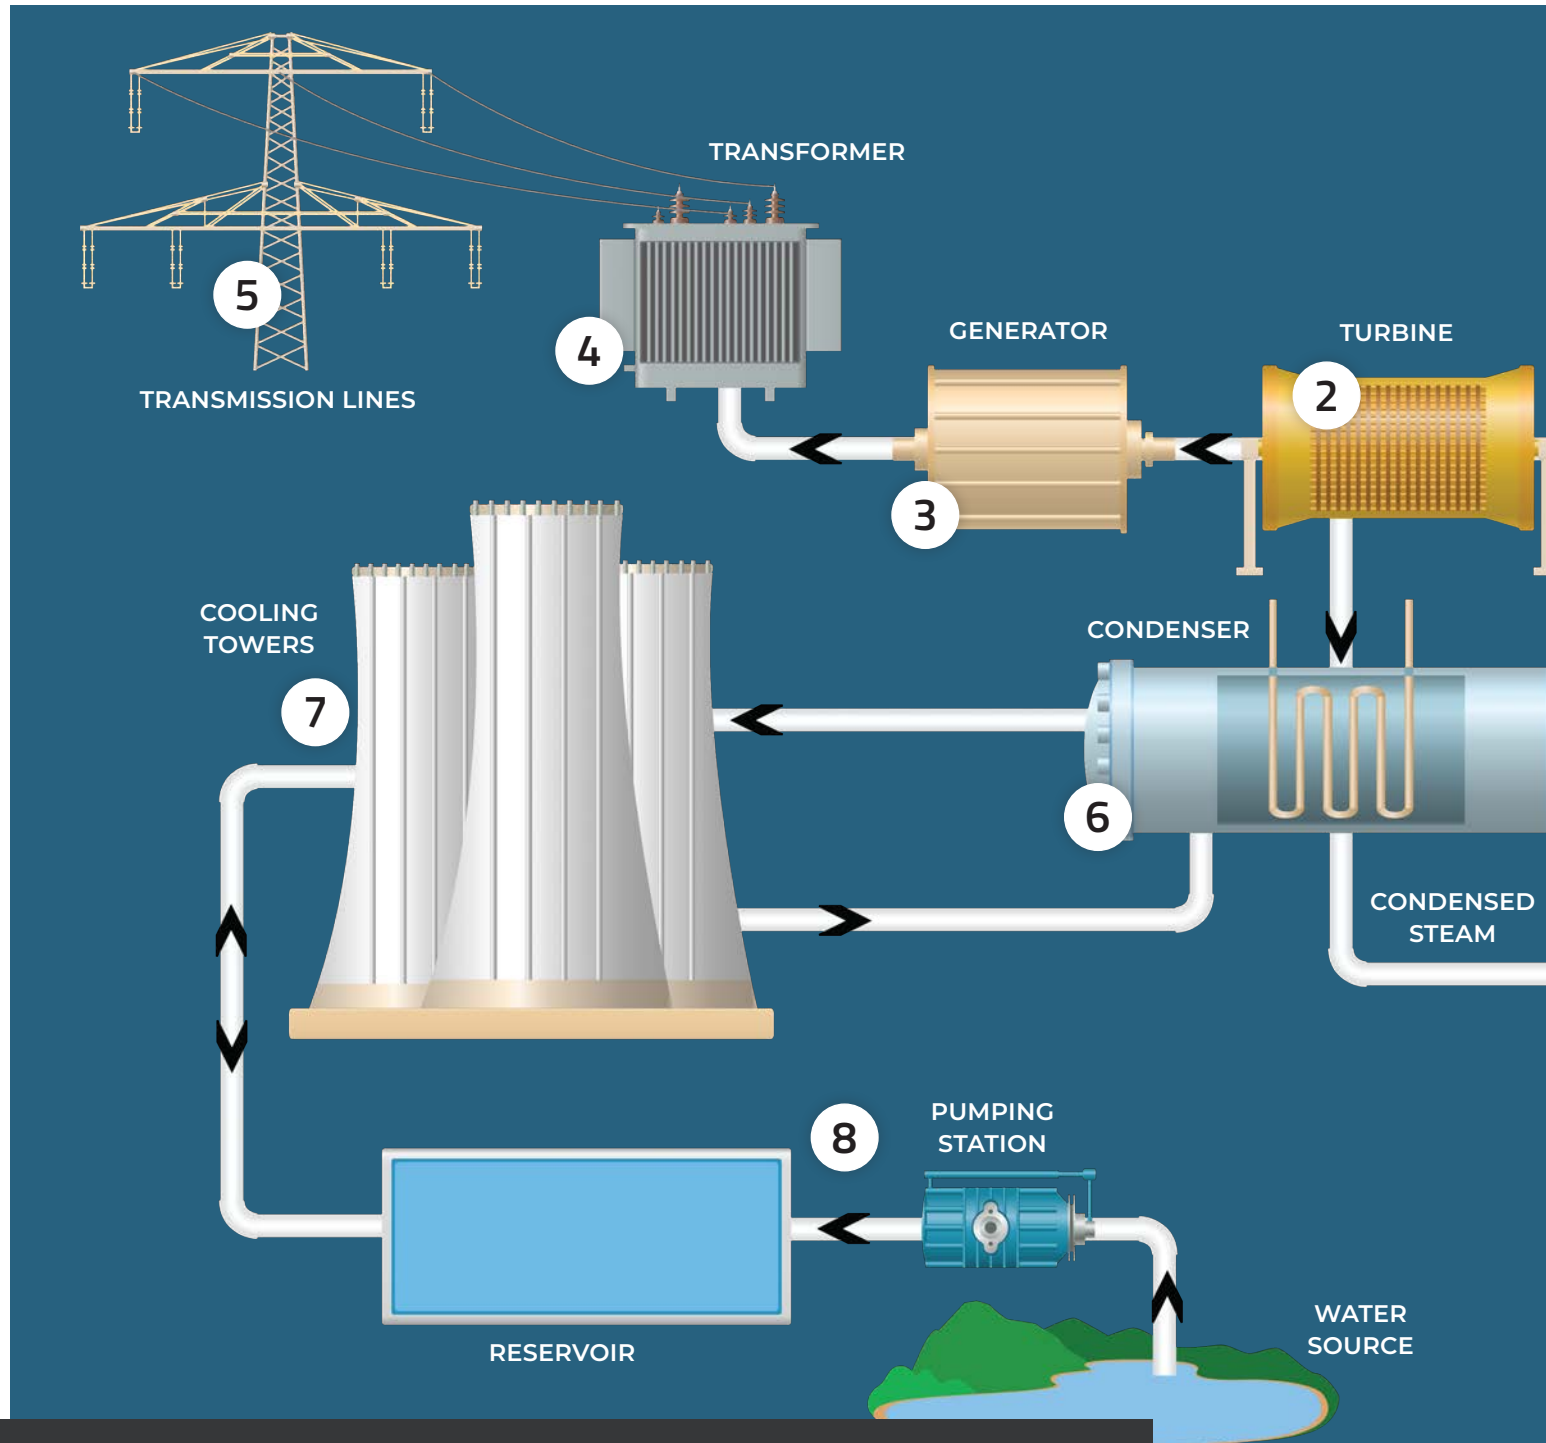 TRANSFORMER
5
4
GENERATOR
TURBINE
2
TRANSMISSION LINES
3
COOLING
TOWERS
7
CONDENSER
6
CONDENSED
STEAM
8
PUMPING
STATION
RESERVOIR
WATER
SOURCE